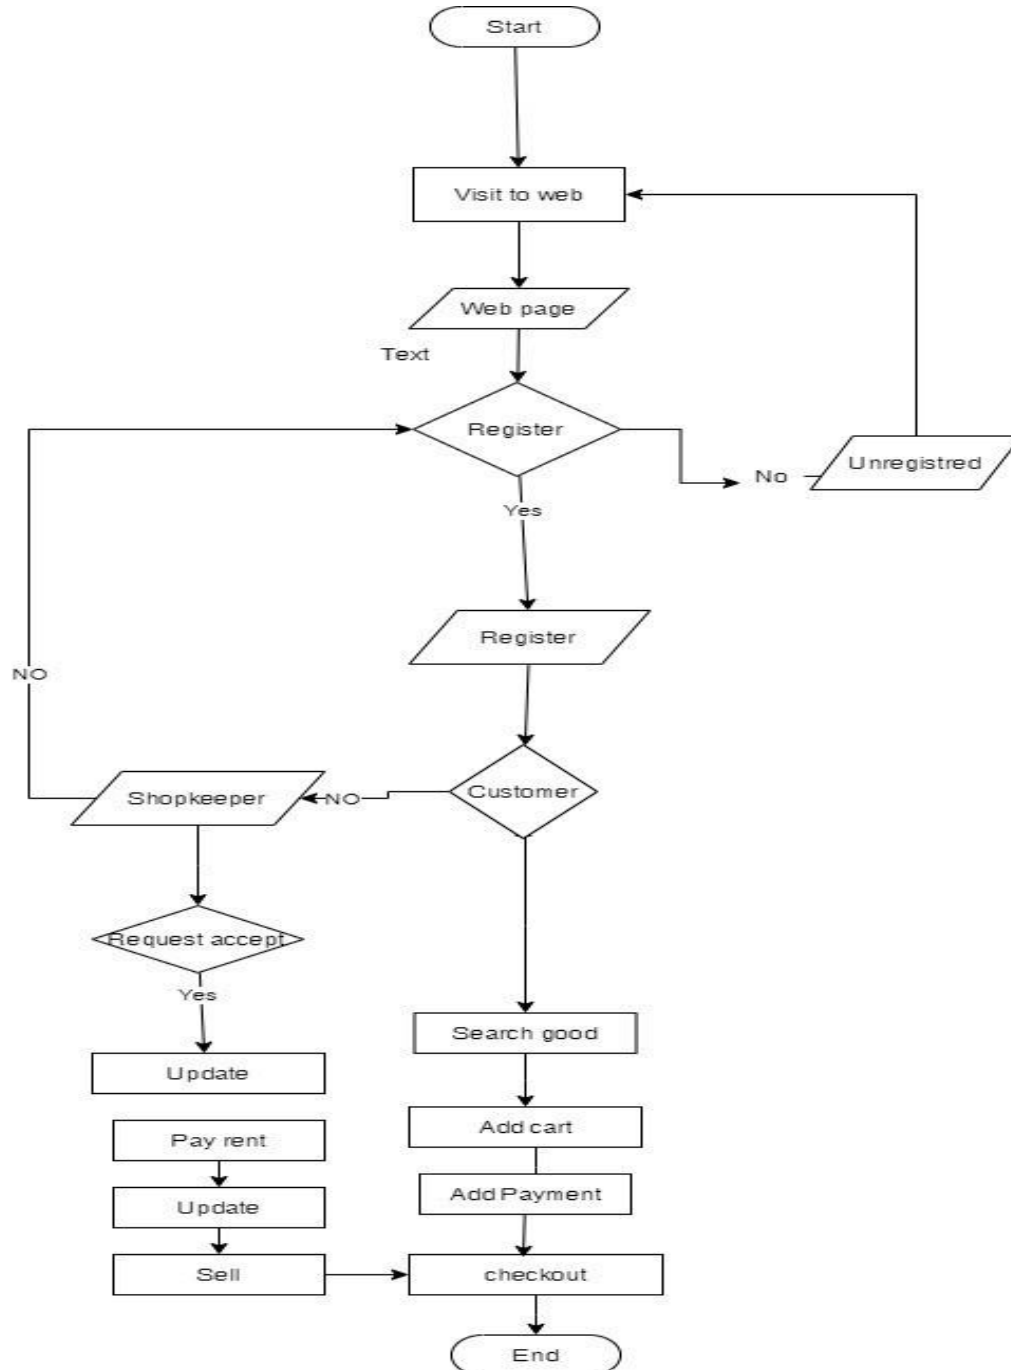 Start
Visit to web
Web page
Text
Register
No
Unregistred
Yes
Register
NO
Shopkeeper
NO
Customer
Request accept
Yes
Search good
Update
Add cart
Pay rent
Add Payment
Update
Sell
checkout
End